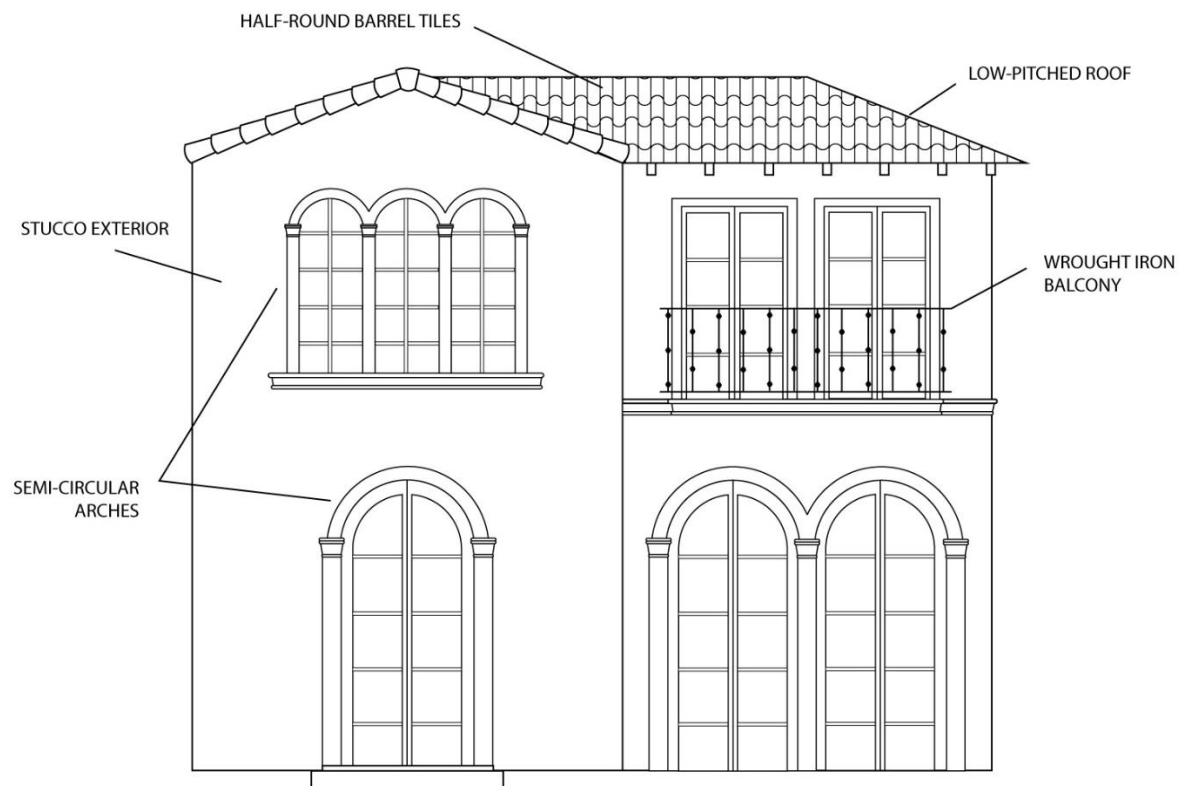 HALF-ROUND BARREL TILES
LOW-PITCHED ROOF
STUCCO EXTERIOR
WROUGHT IRON
BALCONY
SEMI-CIRCULAR
ARCHES